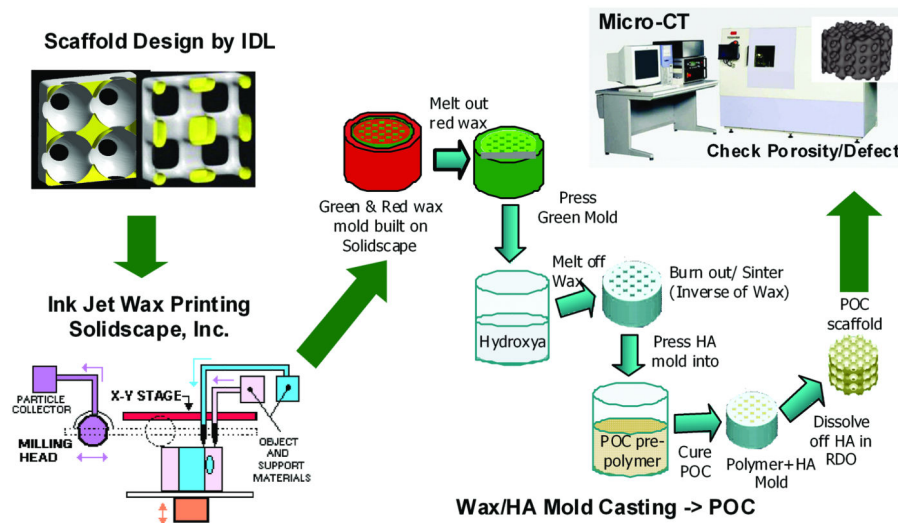 Scaffold Design by IDL
Ink Jet Wax Printing
Solidscape, Inc.
PARTICLE
COLLECTOR
X-Y STAGE
MILLING
HEAD
OBJECT
AND
SUPPORT
MATERIALS
Green & Red wax
mold built on
Solidscape
Melt out
red wax
Press
Green Mold
Hydroxya
Melt off
Wax
Burn out/ Sinter
(Inverse of Wax)
Press HA
mold into
POC pre-
polymer
Cure
POC
Polymer+HA
Mold
Dissolve
off HA in
RDO
POC
scaffold
Micro-CT
Check Porosity/Defect
Wax/HA Mold Casting -> POC